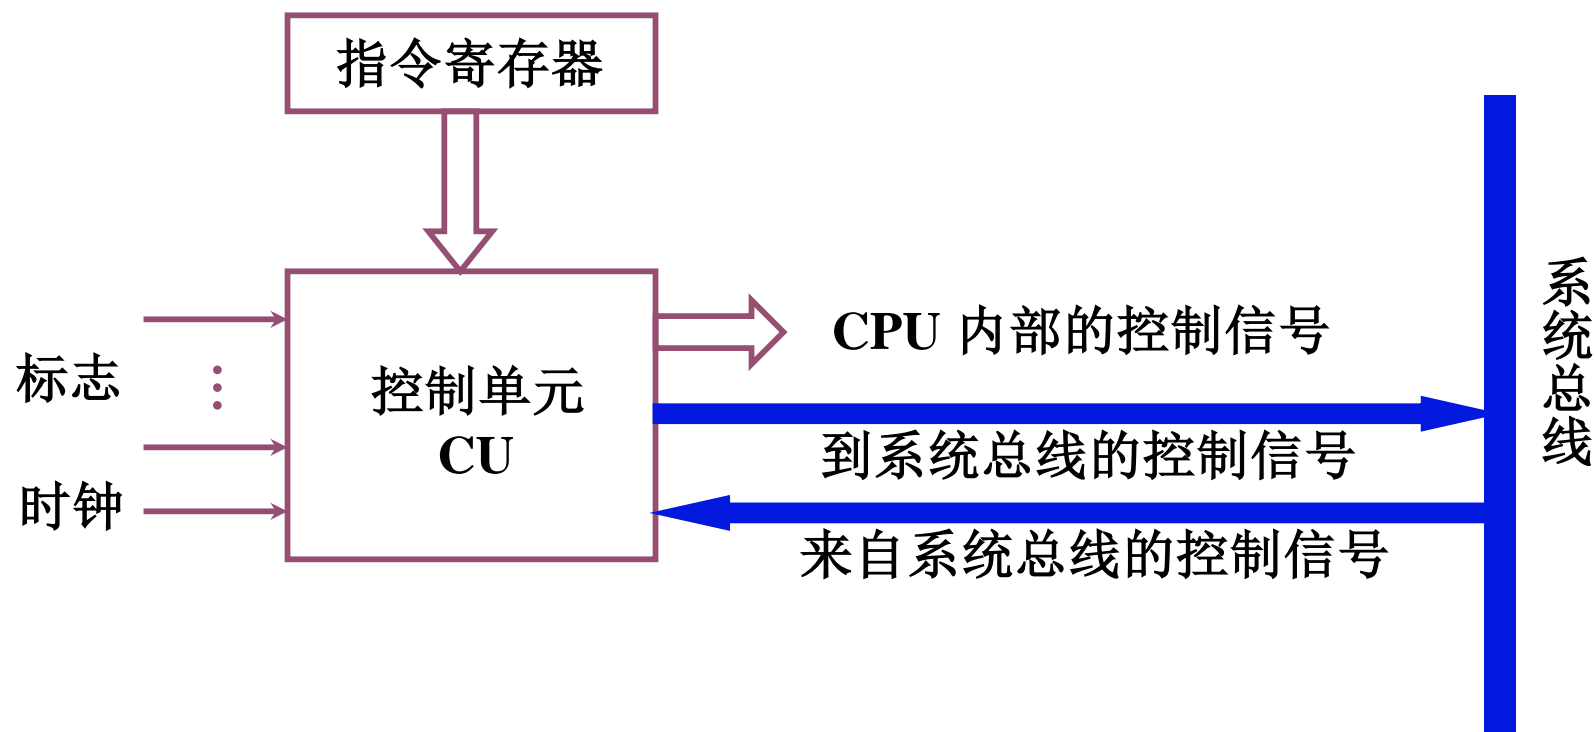 指令寄存器
标志
时钟
控制单元
CU
CPU 内部的控制信号
到系统总线的控制信号
来自系统总线的控制信号
系统总线